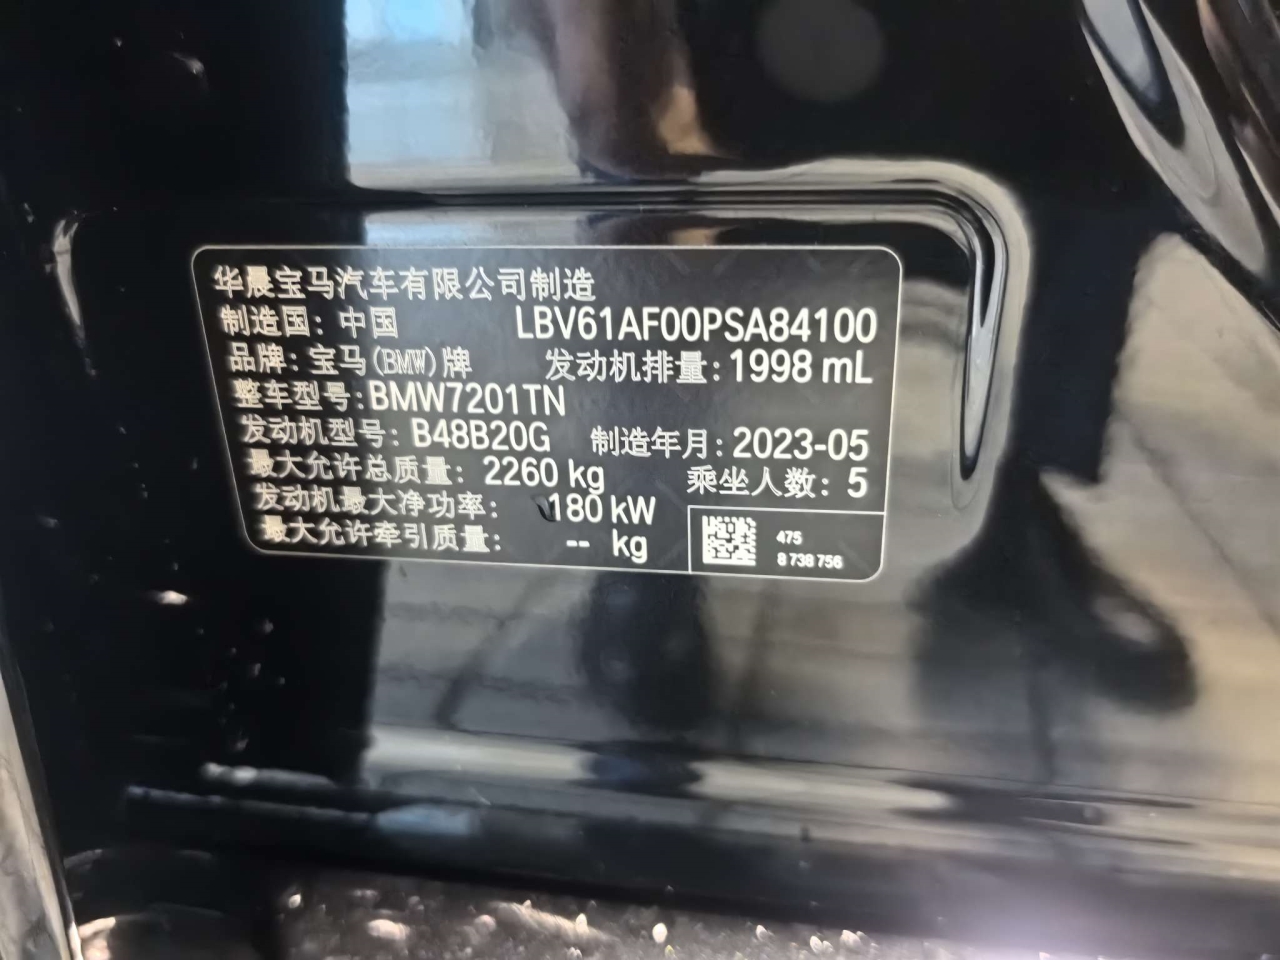 华晨宝马汽车有限公司制造
制造国：中国 LBV61AF00PSA84100
品牌：宝马(BMW)牌 发动机排量：1998 mL
整车型号：BMW7201TN
发动机型号：B48B20G 制造年月：2023-05
最大允许总质量：2260 kg 乘坐人数：5
发动机最大净功率：180 kW
最大允许牵引质量：-- kg
475
8 738 756